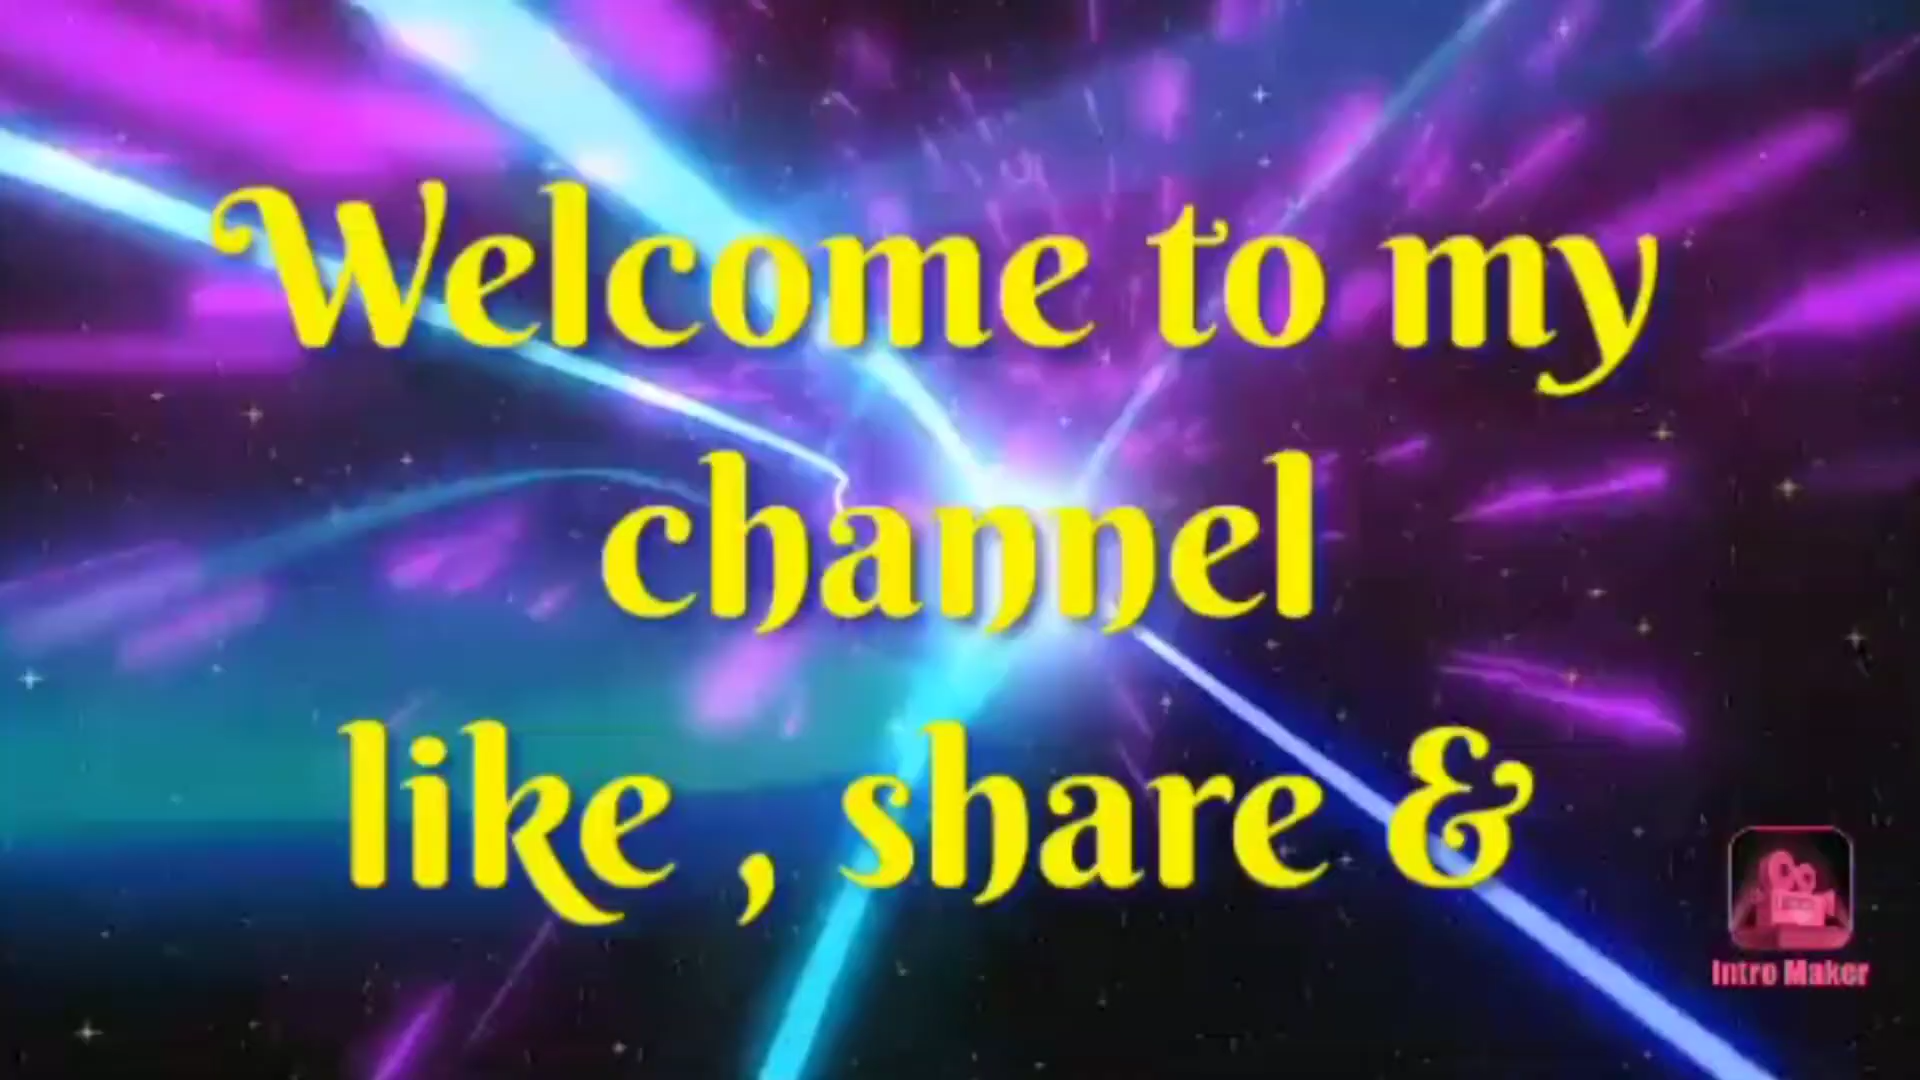 Welcome to my
channel
like , share &
Intro Maker